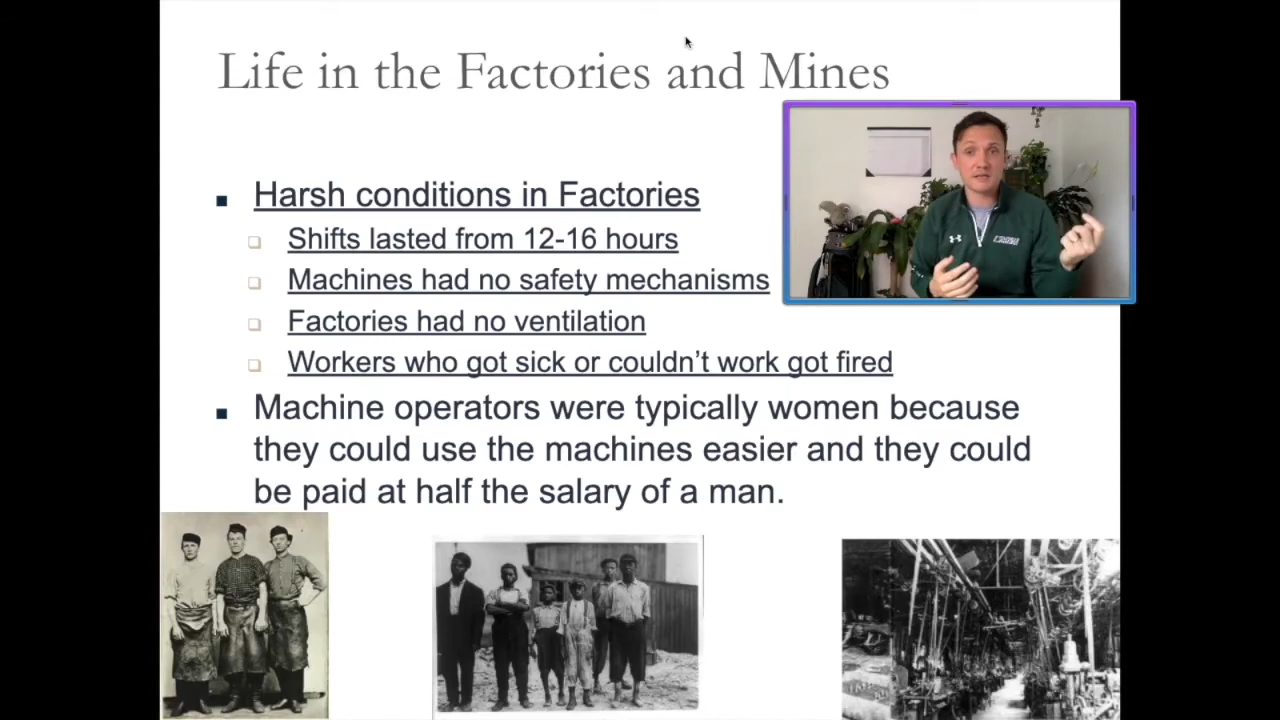 Life in the Factories and Mines
Harsh conditions in Factories
Shifts lasted from 12-16 hours
Machines had no safety mechanisms
Factories had no ventilation
Workers who got sick or couldn’t work got fired
Machine operators were typically women because
they could use the machines easier and they could
be paid at half the salary of a man.